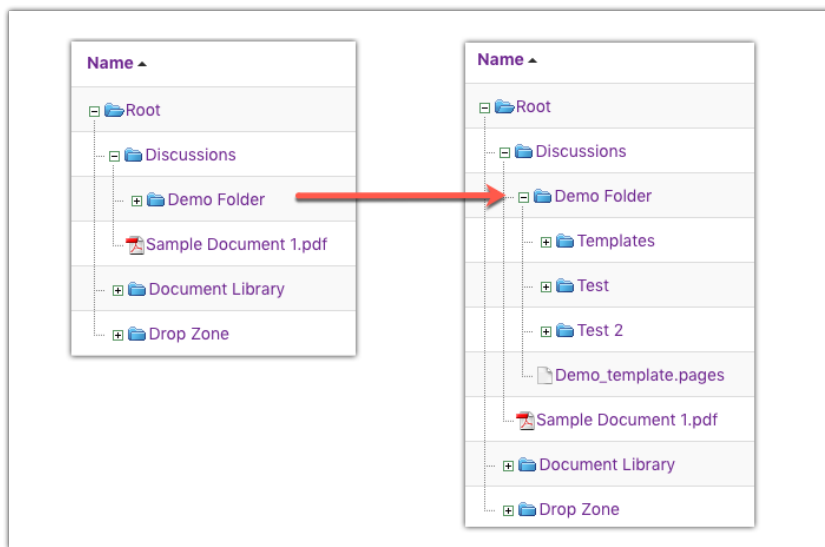 Name
Root
Discussions
Demo Folder
Sample Document 1.pdf
Document Library
Drop Zone
Name
Root
Discussions
Demo Folder
Templates
Test
Test 2
Demo_template.pages
Sample Document 1.pdf
Document Library
Drop Zone